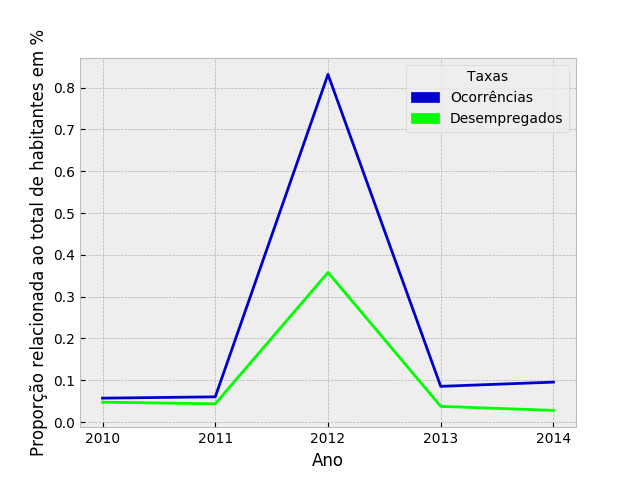 Proporção relacionada ao total de habitantes em %
0.8
0.7
0.6
0.5
0.4
0.3
0.2
0.1
0.0
Taxas
Ocorrências
Desempregados
2010 2011 2012 2013 2014
Ano